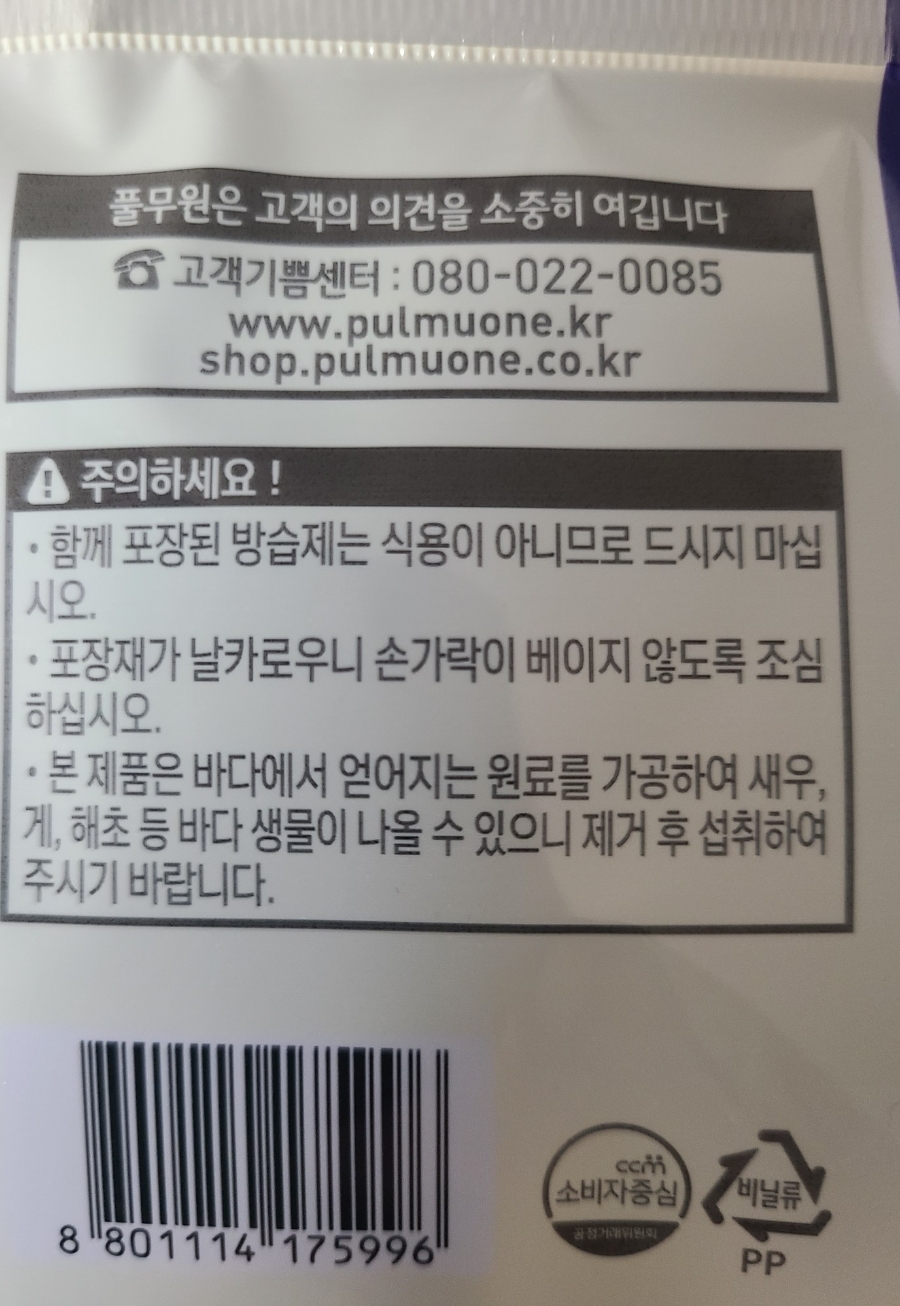 풀무원은 고객의 의견을 소중히 여깁니다
고객기쁨센터 : 080-022-0085
www.pulmuone.kr
shop.pulmuone.co.kr
주의하세요 !
• 함께 포장된 방습제는 식용이 아니므로 드시지 마십
시오.
• 포장재가 날카로우니 손가락이 베이지 않도록 조심
하십시오.
• 본 제품은 바다에서 얻어지는 원료를 가공하여 새우,
게, 해초 등 바다 생물이 나올 수 있으니 제거 후 섭취하여
주시기 바랍니다.
8 801114 175996
ccm
소비자중심
공정거래위원회
비닐류
PP